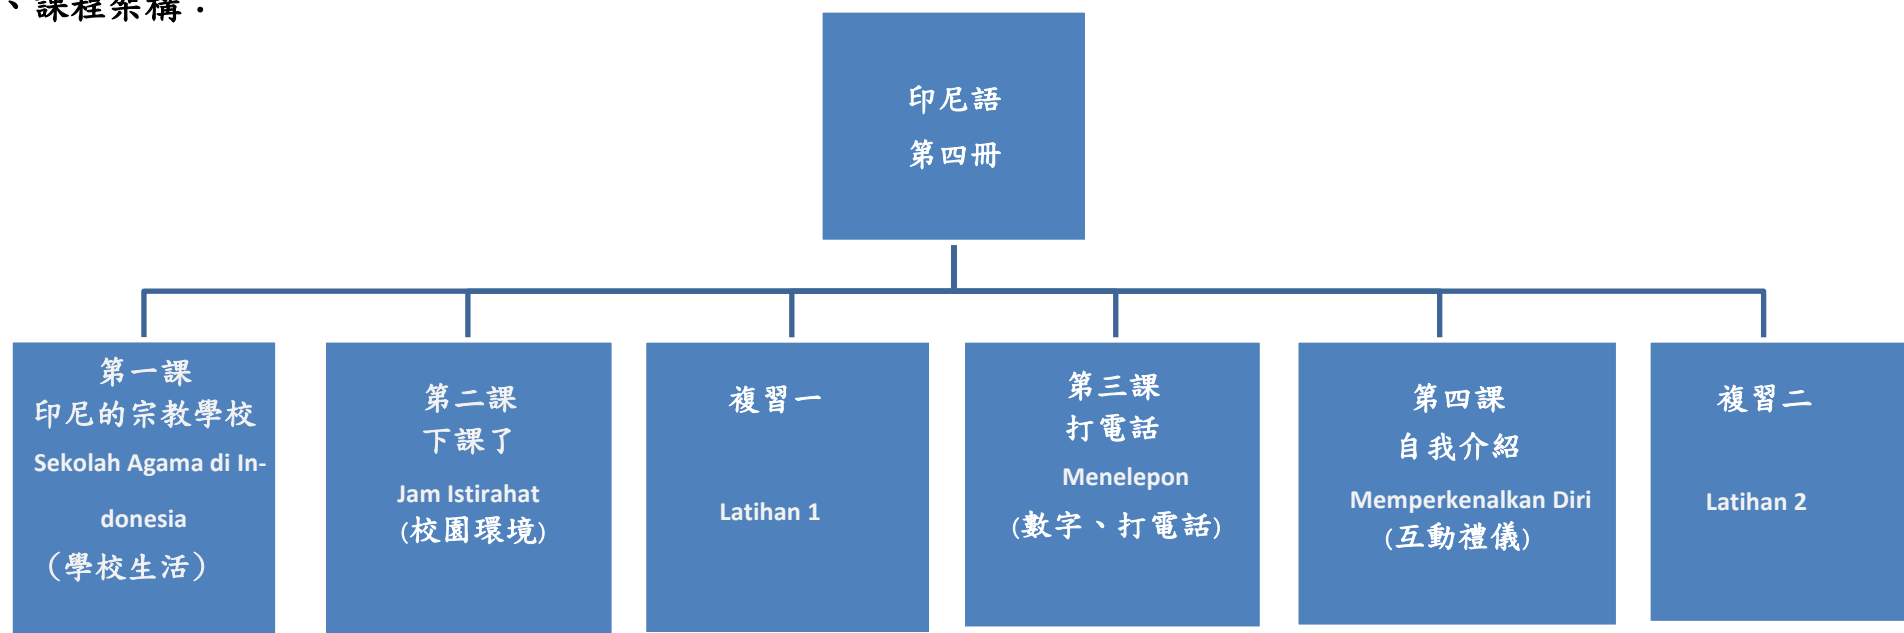 、課程架構：
印尼語
第四冊
第一課
印尼的宗教學校
Sekolah Agama di In-
donesia
（學校生活）
第二課
下課了
Jam Istirahat
(校園環境)
複習一
Latihan 1
第三課
打電話
Menelepon
(數字、打電話)
第四課
自我介紹
Memperkenalkan Diri
(互動禮儀)
複習二
Latihan 2